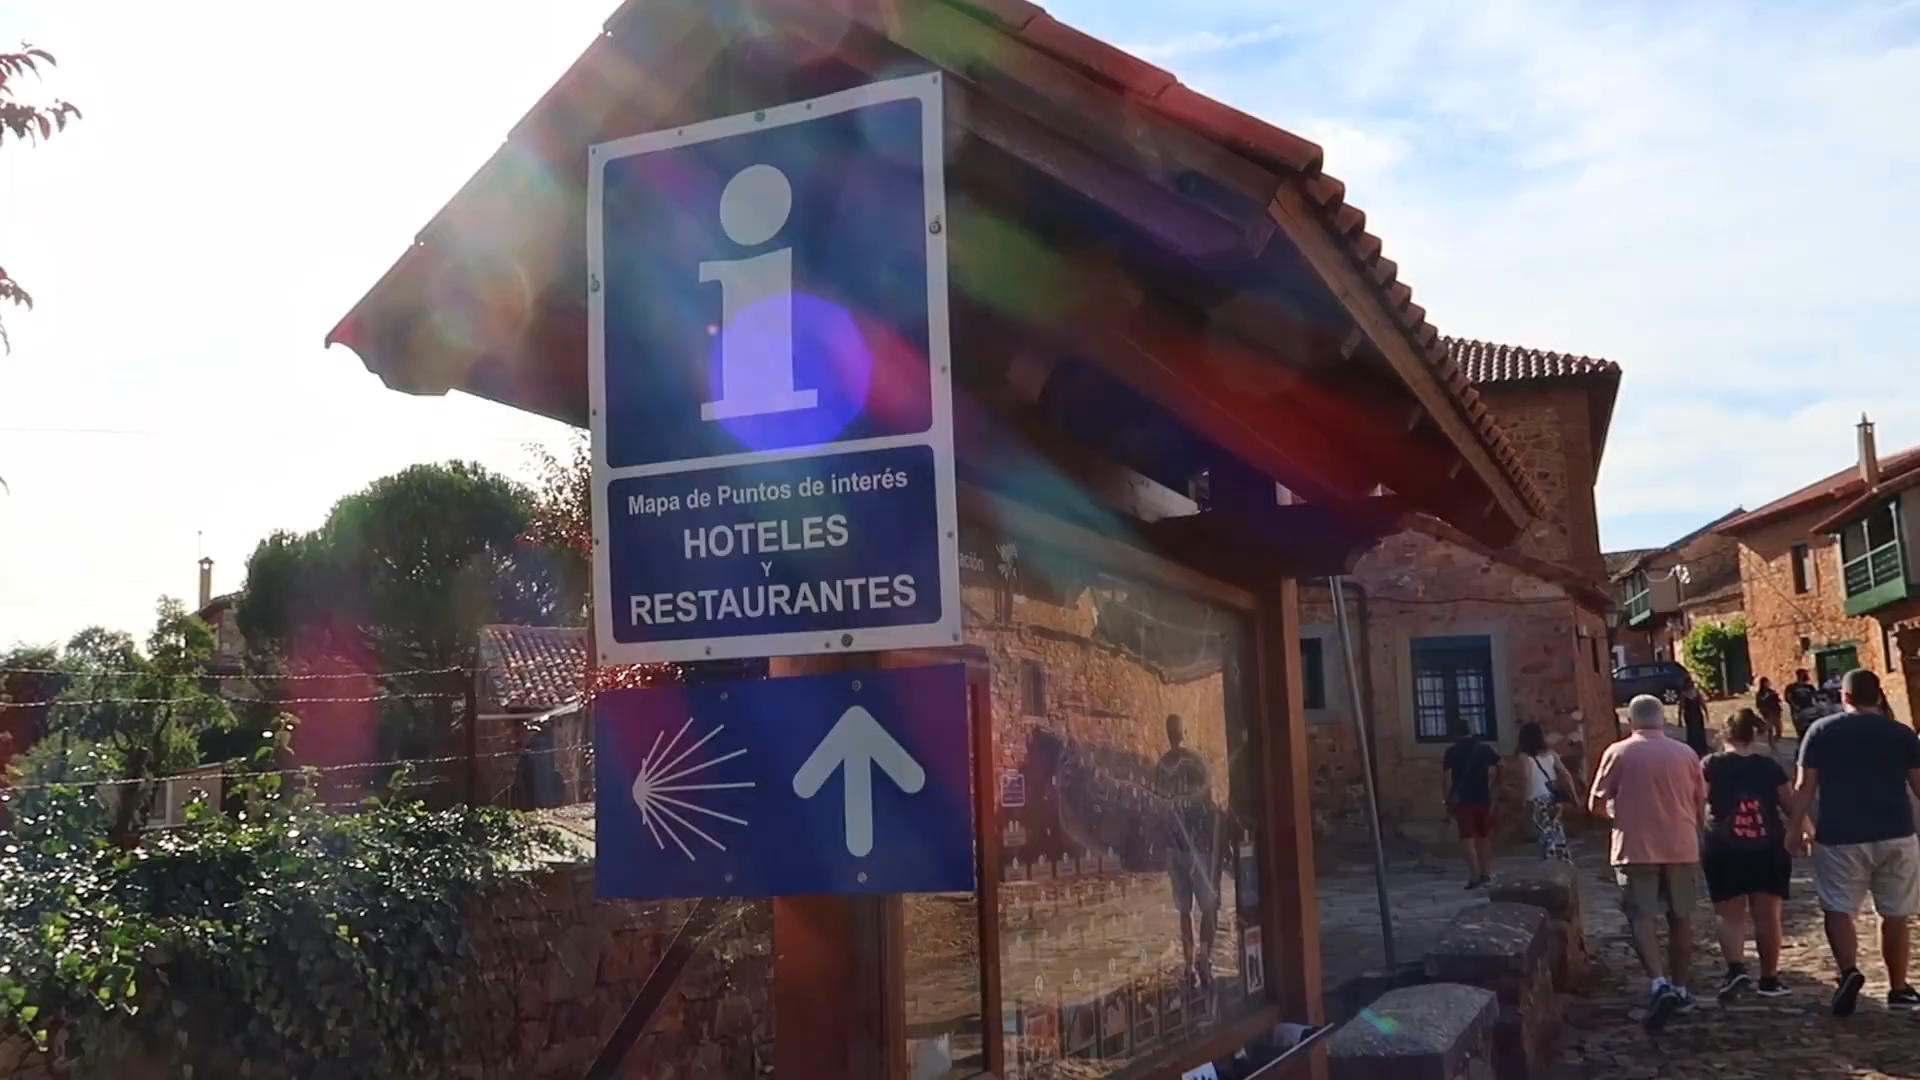 i
Mapa de Puntos de interés
HOTELES
Y
RESTAURANTES